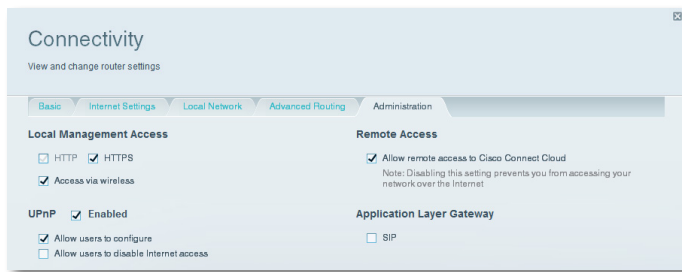 Connectivity
View and change router settings
Basic
Internet Settings
Local Network
Advanced Routing
Administration
Local Management Access
HTTP
HTTPS
Access via wireless
UPnP
Enabled
Allow users to configure
Allow users to disable Internet access
Remote Access
Allow remote access to Cisco Connect Cloud
Note: Disabling this setting prevents you from accessing your
network over the Internet
Application Layer Gateway
SIP